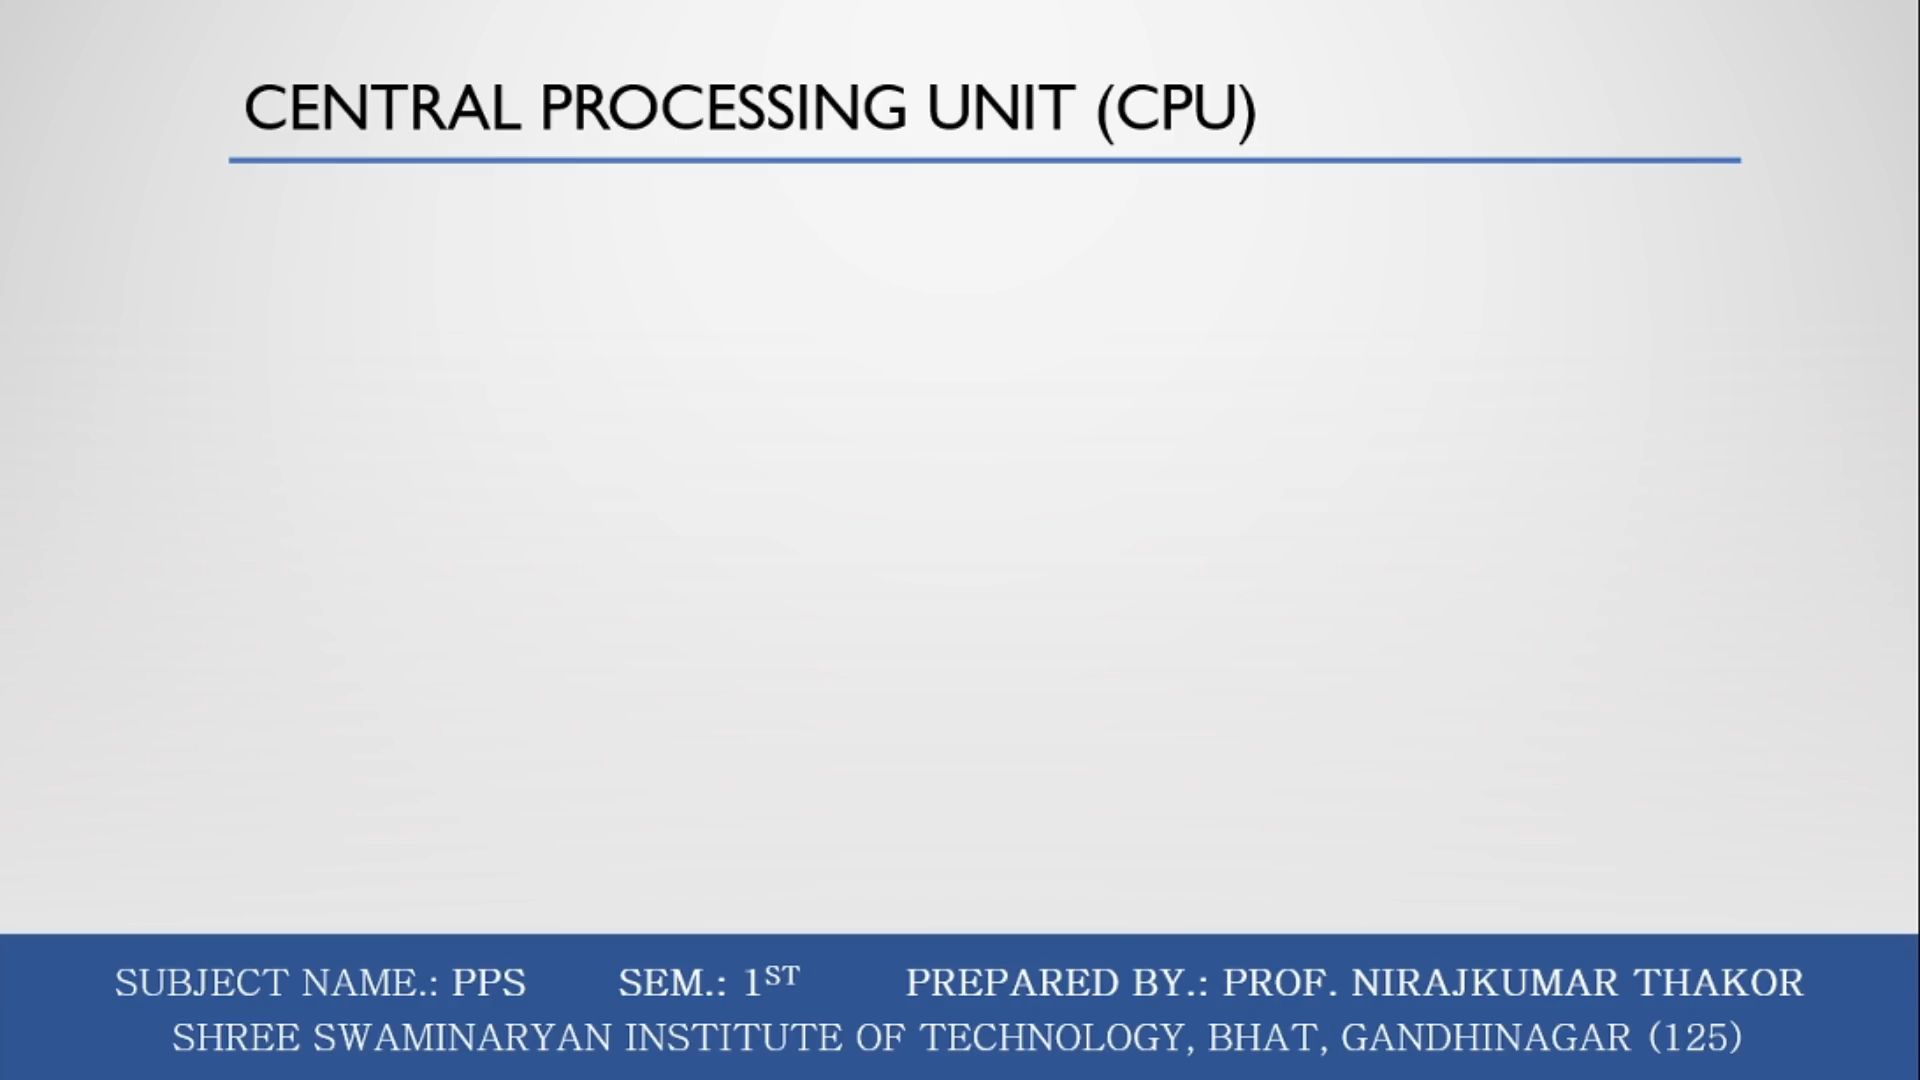 CENTRAL PROCESSING UNIT (CPU)
SUBJECT NAME.: PPS SEM.: 1ST PREPARED BY.: PROF. NIRAJKUMAR THAKOR
SHREE SWAMINARYAN INSTITUTE OF TECHNOLOGY, BHAT, GANDHINAGAR (125)